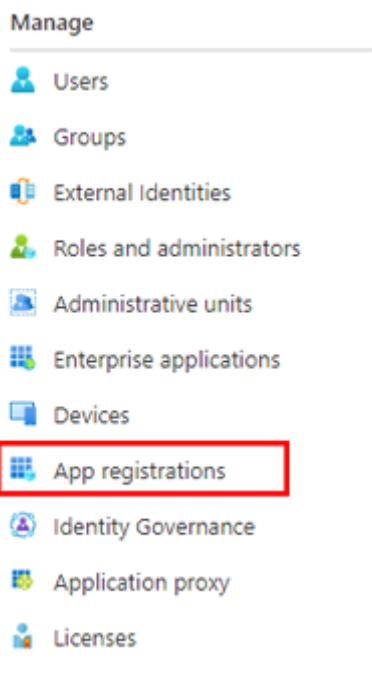 Manage
Users
Groups
External Identities
Roles and administrators
Administrative units
Enterprise applications
Devices
App registrations
Identity Governance
Application proxy
Licenses